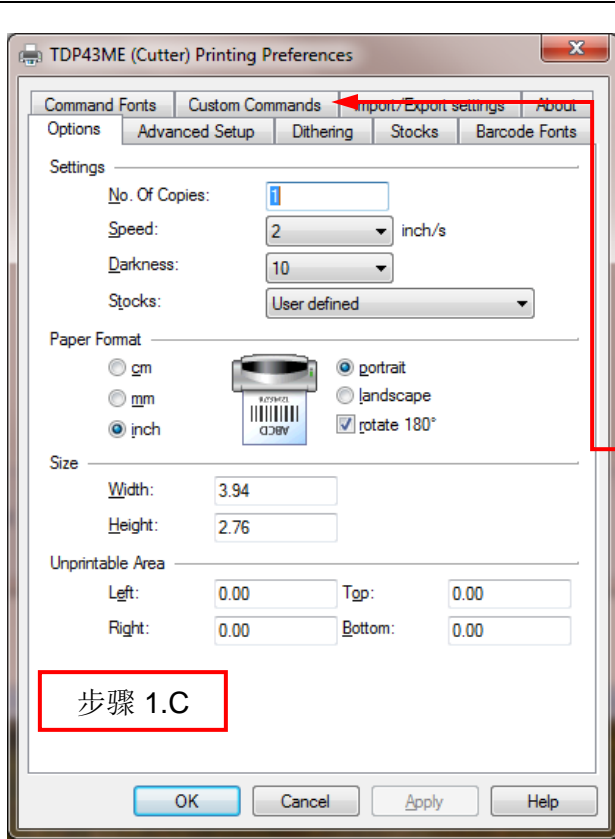 TDP43ME (Cutter) Printing Preferences
Command Fonts Custom Commands Import/Export settings About
Options Advanced Setup Dithering Stocks Barcode Fonts
Settings
No. Of Copies: 1
Speed: 2 inch/s
Darkness: 10
Stocks: User defined
Paper Format
cm portrait
mm landscape
inch rotate 180°
ABCD
Size
Width: 3.94
Height: 2.76
Unprintable Area
Left: 0.00 Top: 0.00
Right: 0.00 Bottom: 0.00
步骤 1.C
OK Cancel Apply Help